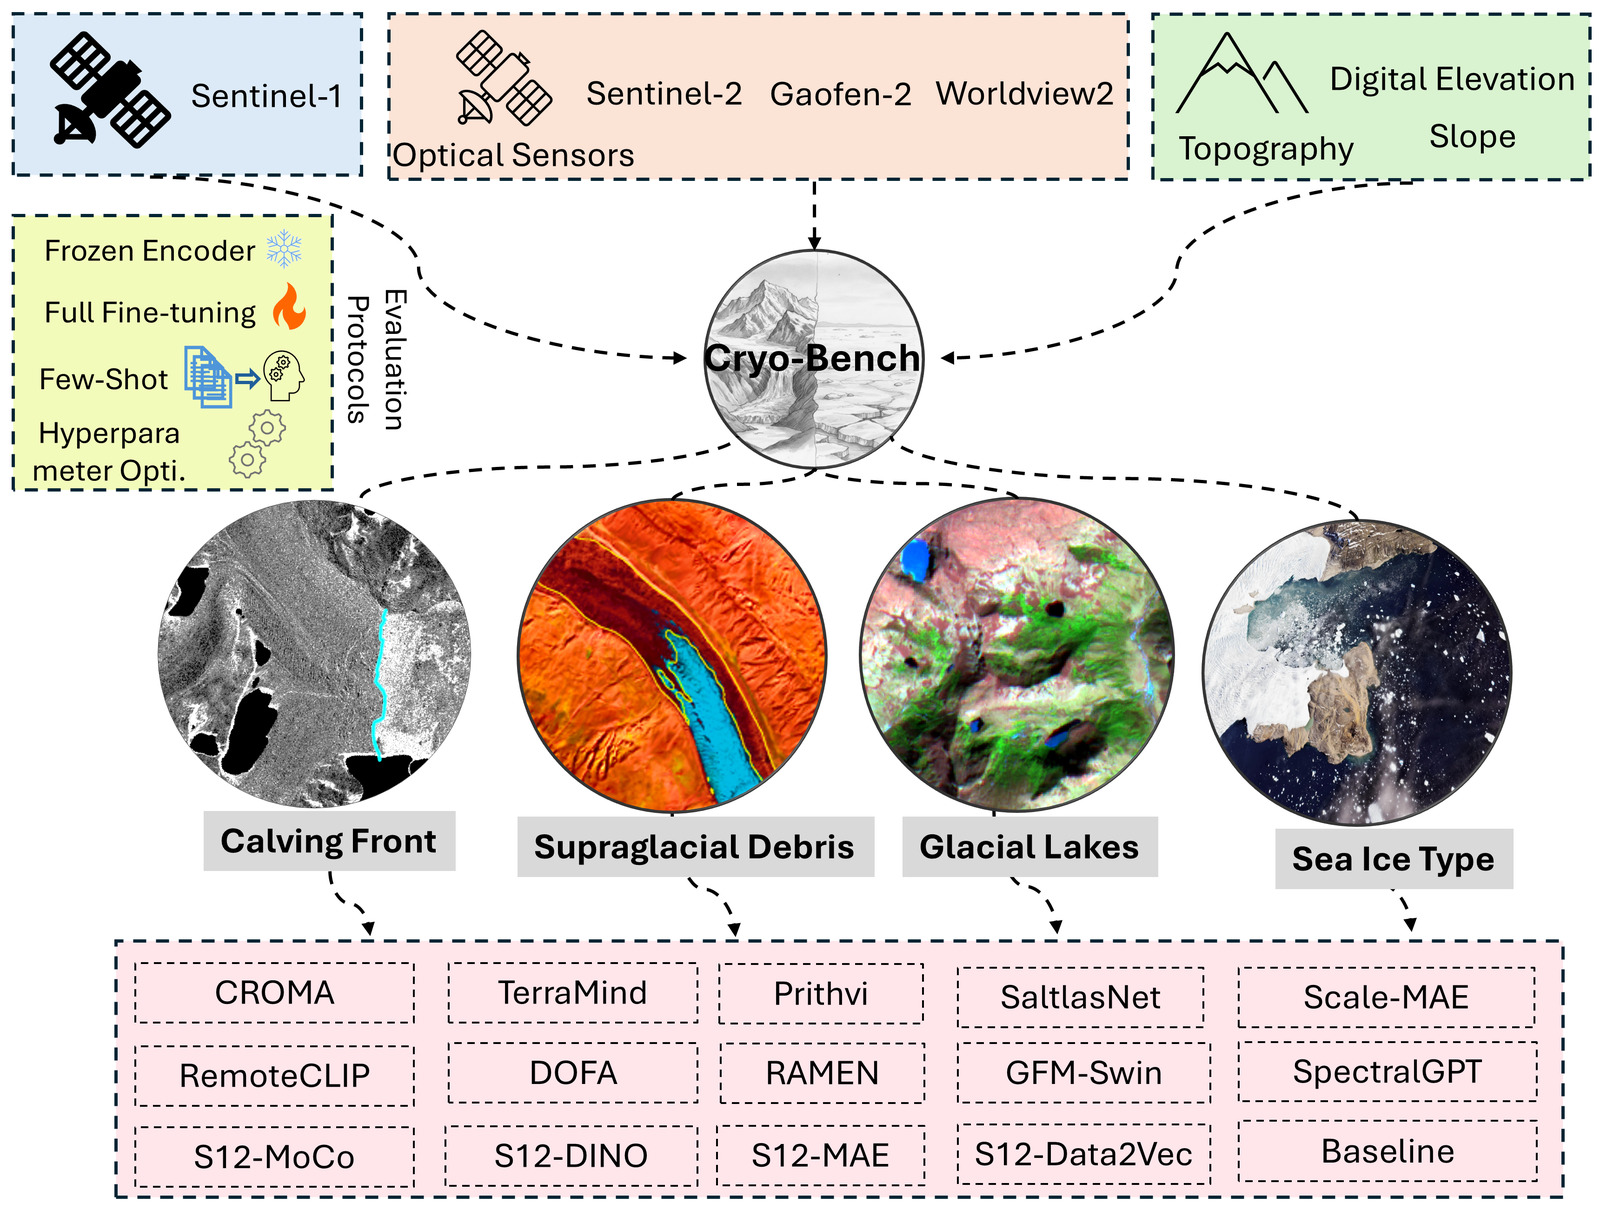 Sentinel-1
Sentinel-2 Gaofen-2 Worldview2
Optical Sensors
Digital Elevation
Slope
Topography
Frozen Encoder
Full Fine-tuning
Few-Shot
Hyperpara
meter Opti.
Evaluation
Protocols
Cryo-Bench
Calving Front
Supraglacial Debris
Glacial Lakes
Sea Ice Type
CROMA
TerraMind
Prithvi
SaltlasNet
Scale-MAE
RemoteCLIP
DOFA
RAMEN
GFM-Swin
SpectralGPT
S12-MoCo
S12-DINO
S12-MAE
S12-Data2Vec
Baseline